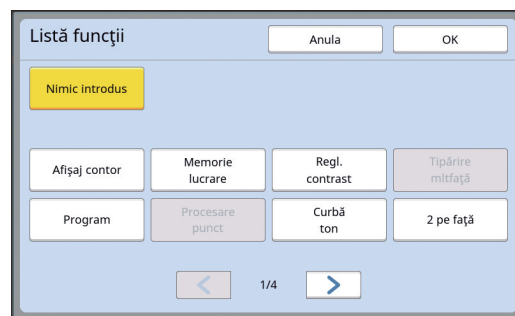 Listă funcţii
Anula
OK
Nimic introdus
Afişaj contor
Memorie
lucrare
Regl.
contrast
Tipărire
mltfaţă
Program
Procesare
punct
Curbă
ton
2 pe faţă
1/4